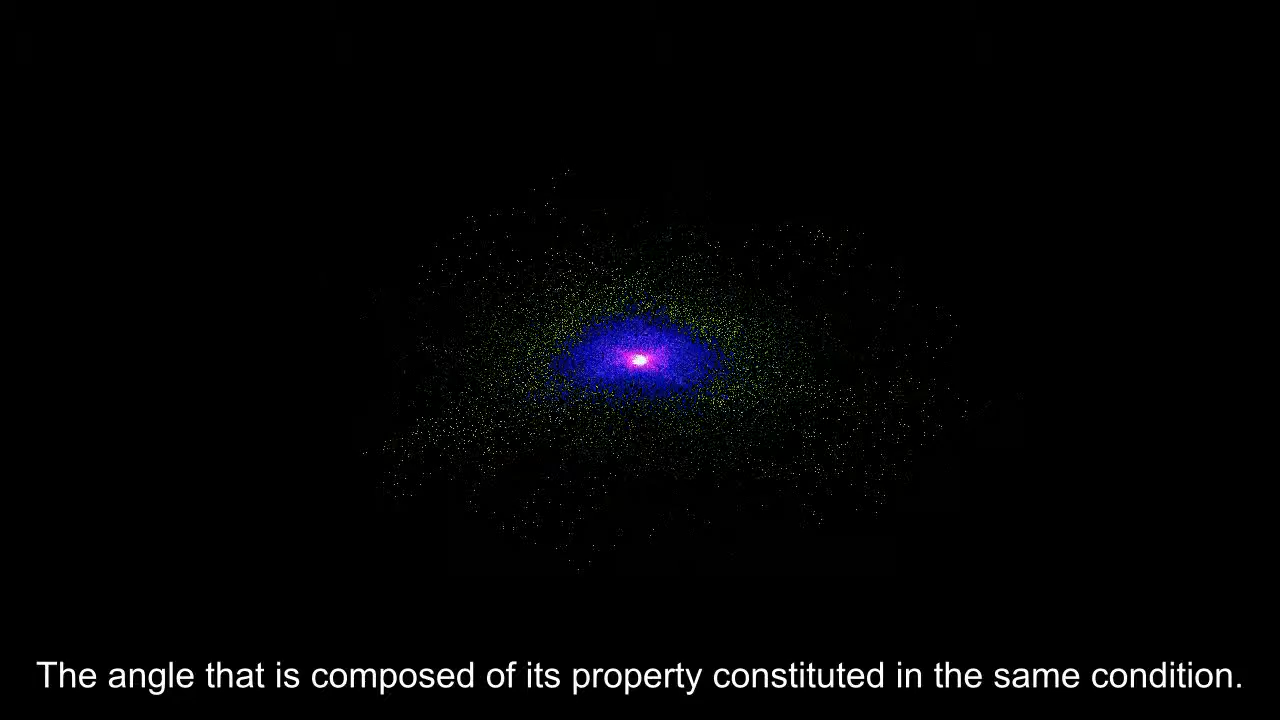 The angle that is composed of its property constituted in the same condition.